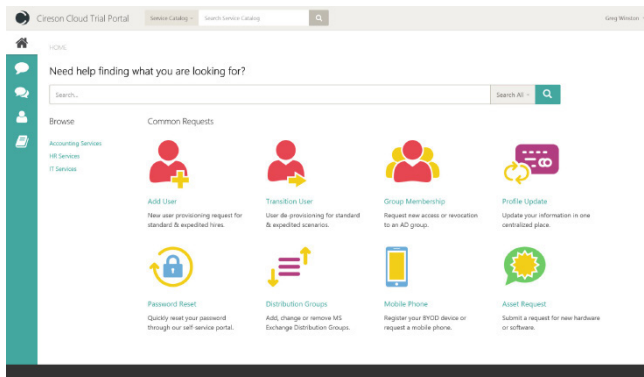 Cireson Cloud Trial Portal
Service Catalog
Search Service Catalog
Greg Winston
HOME
Need help finding what you are looking for?
Search...
Search All
Browse
Common Requests
Accounting Services
HR Services
IT Services
Add User
New user provisioning request for
standard & expedited hires.
Transition User
User de provisioning for standard
& expedited scenarios.
Group Membership
Request new access or revocation
to an AD group.
Profile Update
Update your information in one
centralized place.
Password Reset
Quickly reset your password
through our self-service portal.
Distribution Groups
Add, change or remove MS
Exchange Distribution Groups.
Mobile Phone
Register your BYOD device or
request a mobile phone.
Asset Request
Submit a request for new hardware
or software.